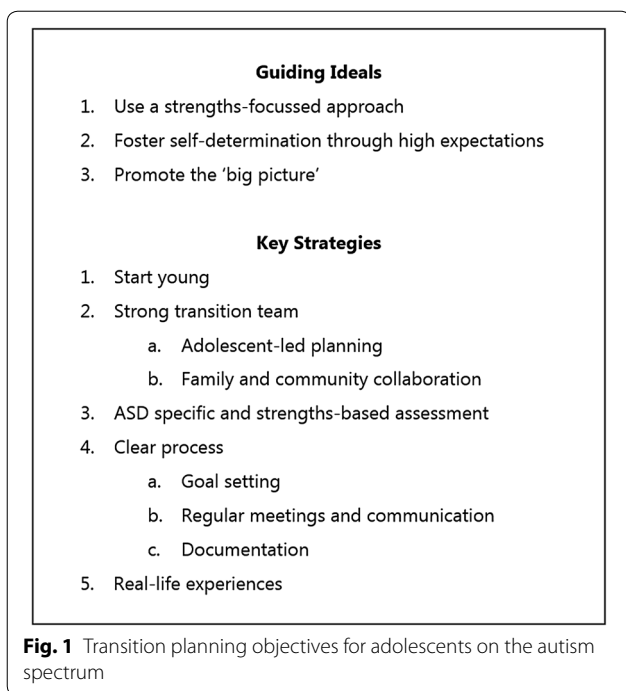 Guiding Ideals
1. Use a strengths-focussed approach
2. Foster self-determination through high expectations
3. Promote the ‘big picture’
Key Strategies
1. Start young
2. Strong transition team
a. Adolescent-led planning
b. Family and community collaboration
3. ASD specific and strengths-based assessment
4. Clear process
a. Goal setting
b. Regular meetings and communication
c. Documentation
5. Real-life experiences
Fig. 1 Transition planning objectives for adolescents on the autism
spectrum